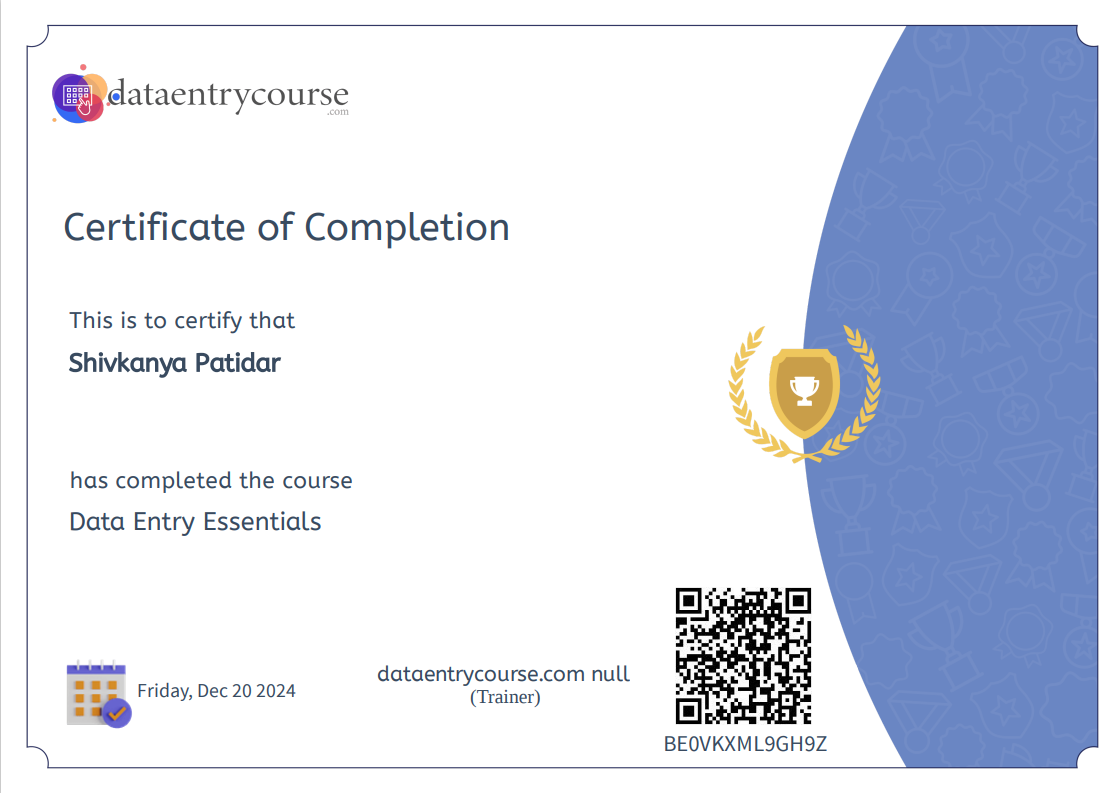 dataentrycourse
.com
Certificate of Completion
This is to certify that
Shivkanya Patidar
has completed the course
Data Entry Essentials
Friday, Dec 20 2024
dataentrycourse.com null
(Trainer)
BE0VKXML9GH9Z